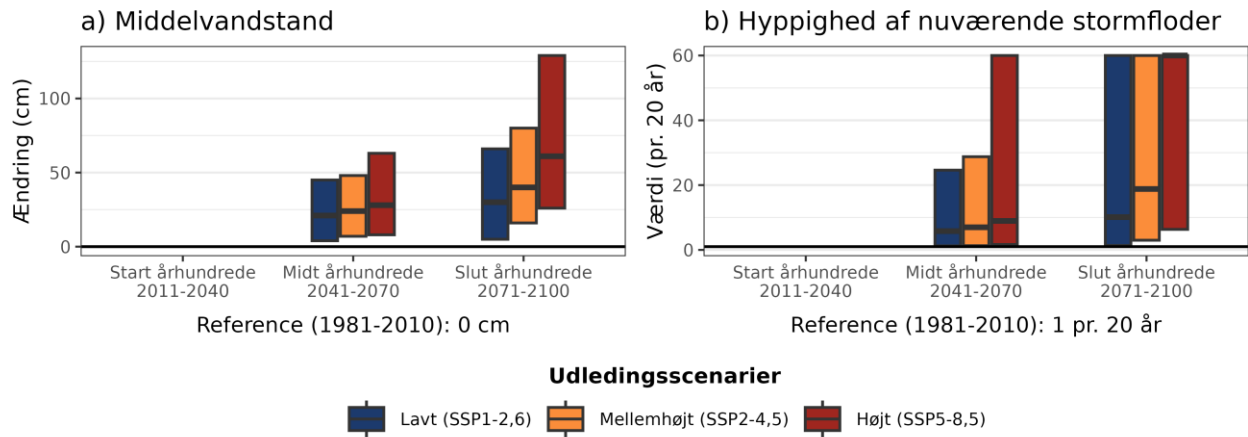 a) Middelvandstand
Ændring (cm)
100
50
0
Start århundrede
2011-2040
Midt århundrede
2041-2070
Slut århundrede
2071-2100
Reference (1981-2010): 0 cm
b) Hyppighed af nuværende stormfloder
Værdi (pr. 20 år)
60
40
20
0
Start århundrede
2011-2040
Midt århundrede
2041-2070
Slut århundrede
2071-2100
Reference (1981-2010): 1 pr. 20 år
Udledingsscenarier
Lavt (SSP1-2,6)
Mellemhøjt (SSP2-4,5)
Højt (SSP5-8,5)